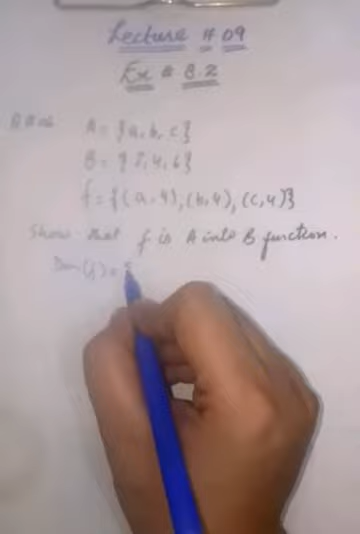 Lecture # 09
Ex # 8.2
A = {a, b, c}
B = {2, 4, 6}
f = {(a, 4), (b, 4), (c, 4)}
Show that f is A into B function.
Dom(f) = {